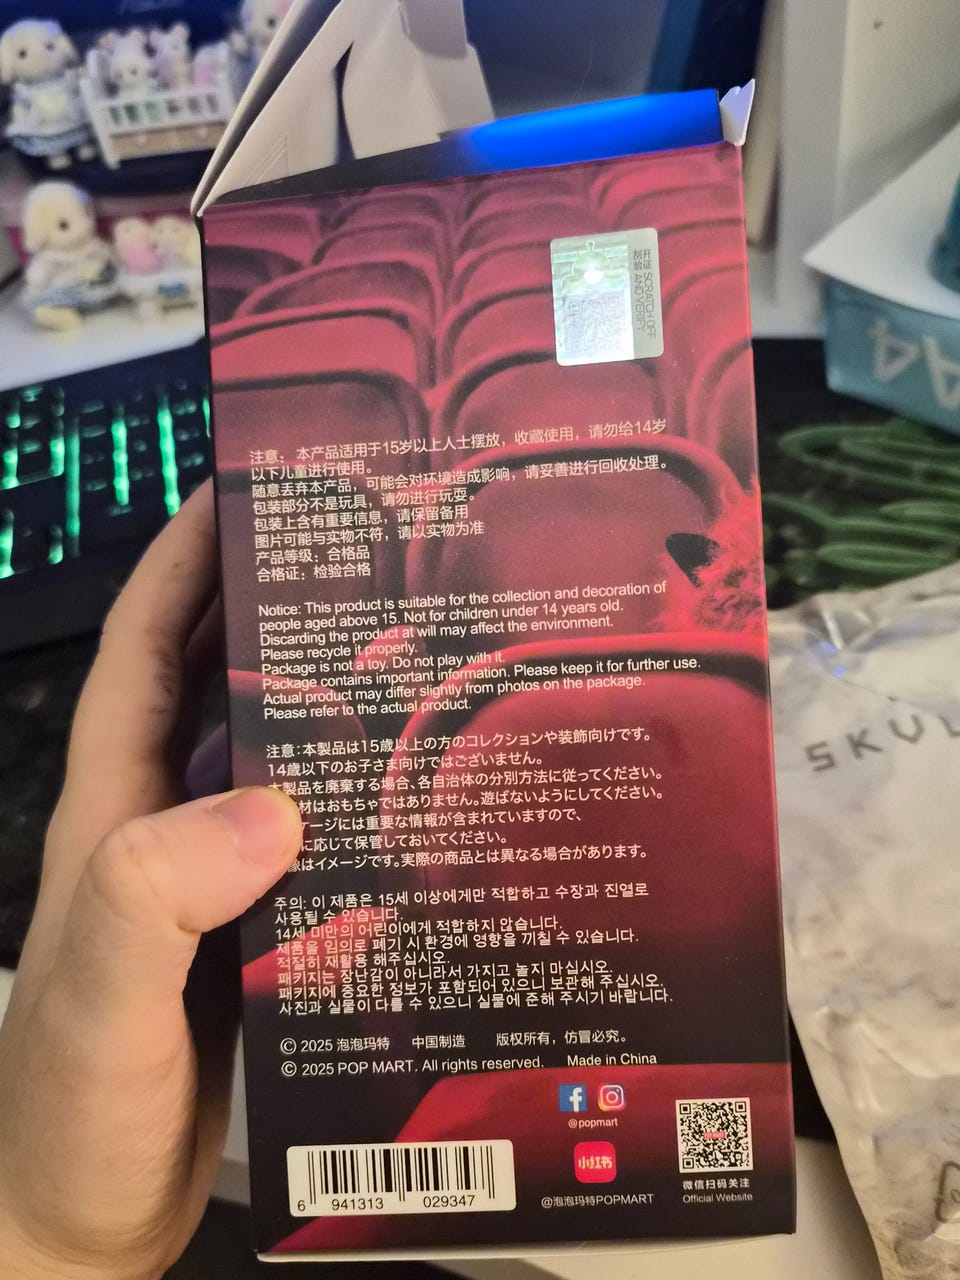 开证 SCRATCH OFF
刮验 AND VERIFY
注意：本产品适用于15岁以上人士摆放，收藏使用，请勿给14岁
以下儿童进行使用。
随意丢弃本产品，可能会对环境造成影响，请妥善进行回收处理。
包装部分不是玩具，请勿进行玩耍。
包装上含有重要信息，请保留备用
图片可能与实物不符，请以实物为准
产品等级：合格品
合格证：检验合格
Notice: This product is suitable for the collection and decoration of
people aged above 15. Not for children under 14 years old.
Discarding the product at will may affect the environment.
Please recycle it properly.
Package is not a toy. Do not play with it.
Package contains important information. Please keep it for further use.
Actual product may differ slightly from photos on the package.
Please refer to the actual product.
注意：本製品は15歳以上の方のコレクションや装飾向けです。
14歳以下のお子さま向けではございません。
本製品を廃棄する場合、各自治体の分別方法に従ってください。
材はおもちゃではありません。遊ばないようにしてください。
ケージには重要な情報が含まれていますので、
に応じて保管しておいてください。
像はイメージです。実際の商品とは異なる場合があります。
주의: 이 제품은 15세 이상에게만 적합하고 수장과 진열로
사용될 수 있습니다.
14세 미만의 어린이에게 적합하지 않습니다.
제품을 임의로 폐기 시 환경에 영향을 끼칠 수 있습니다.
적절히 재활용 해주십시오.
패키지는 장난감이 아니라서 가지고 놀지 마십시오.
패키지에 중요한 정보가 포함되어 있으니 보관해 주십시오.
사진과 실물이 다를 수 있으니 실물에 준해 주시기 바랍니다.
© 2025 泡泡玛特 中国制造 版权所有，仿冒必究。
© 2025 POP MART. All rights reserved. Made in China
@popmart
小红书
@泡泡玛特POPMART
微信扫码关注
Official Website
6 941313 029347
A4
SKUL